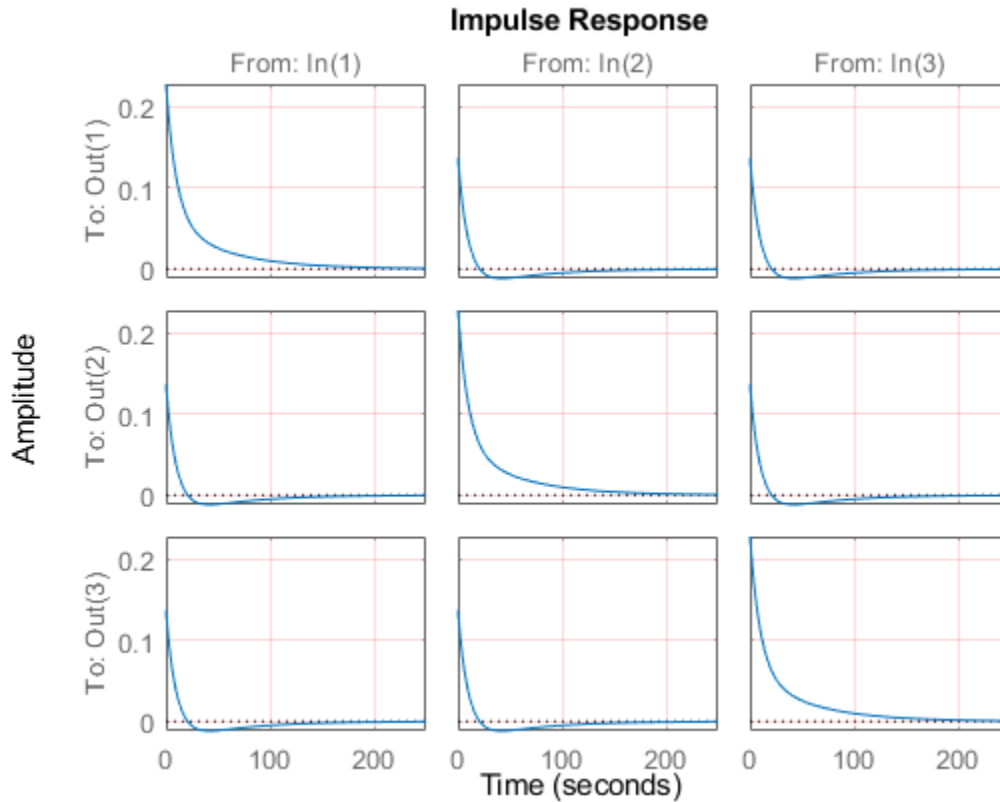 Impulse Response
From: In(1) From: In(2) From: In(3)
Amplitude
To: Out(1)
0.2
0.1
0
To: Out(2)
0.2
0.1
0
To: Out(3)
0.2
0.1
0
0 100 200 0 100 200 0 100 200
Time (seconds)